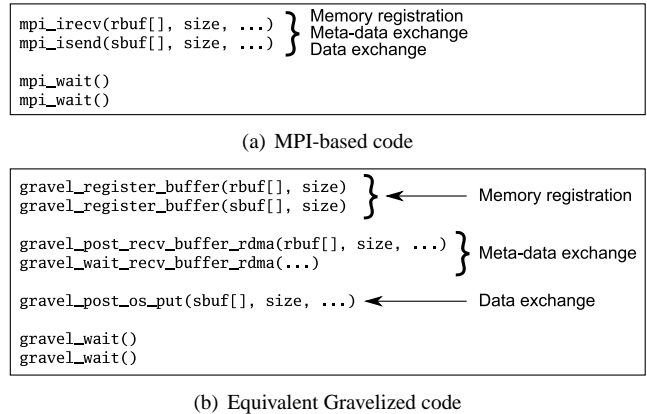 mpi_irecv(rbuf[], size, ...) } Memory registration
mpi_isend(sbuf[], size, ...) Meta-data exchange
Data exchange
mpi_wait()
mpi_wait()
(a) MPI-based code
gravel_register_buffer(rbuf[], size)
gravel_register_buffer(sbuf[], size) } Memory registration
gravel_post_recv_buffer_rdma(rbuf[], size, ...)
gravel_wait_recv_buffer_rdma(...) } Meta-data exchange
gravel_post_os_put(sbuf[], size, ...) Data exchange
gravel_wait()
gravel_wait()
(b) Equivalent Gravelized code